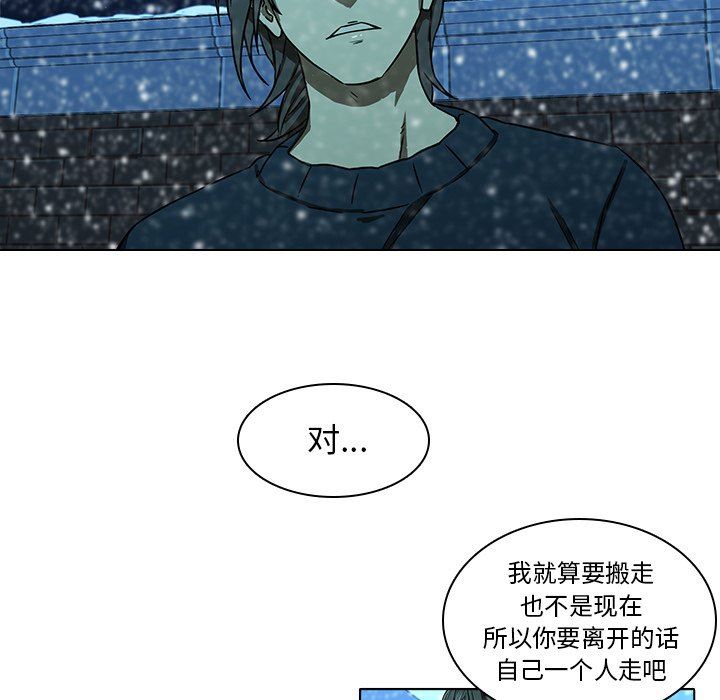 对...
我就算要搬走
也不是现在
所以你要离开的话
自己一个人走吧